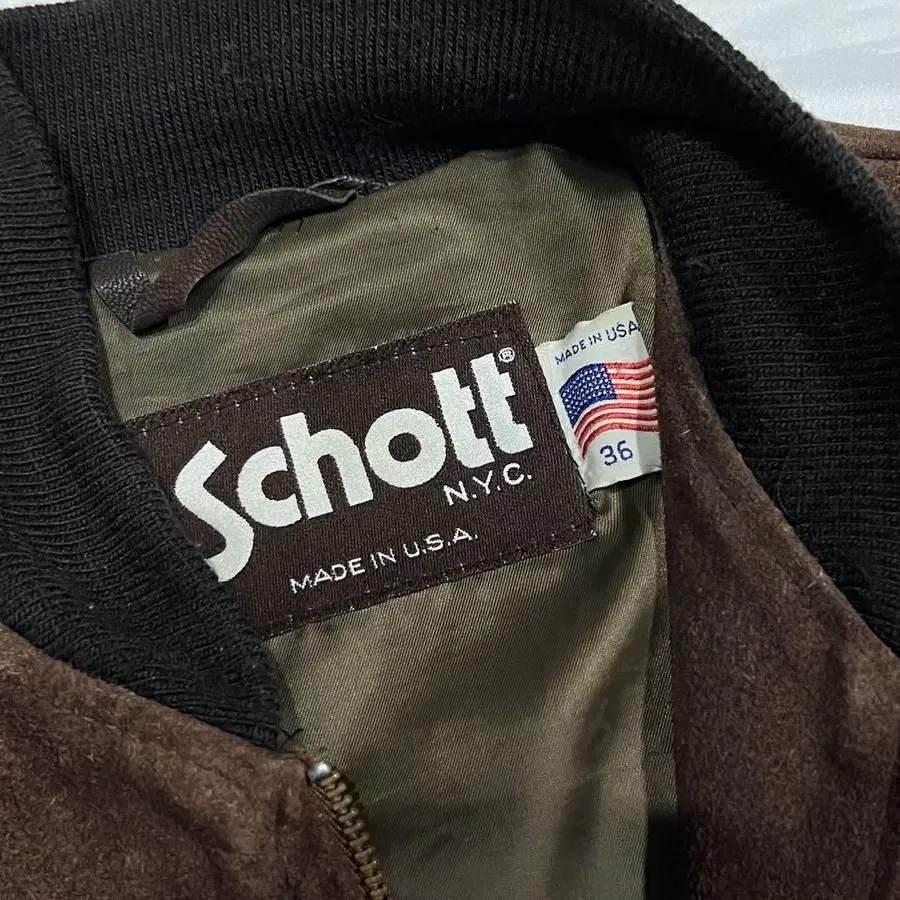 Schott®
N.Y.C.
MADE IN U.S.A.
MADE IN USA
36